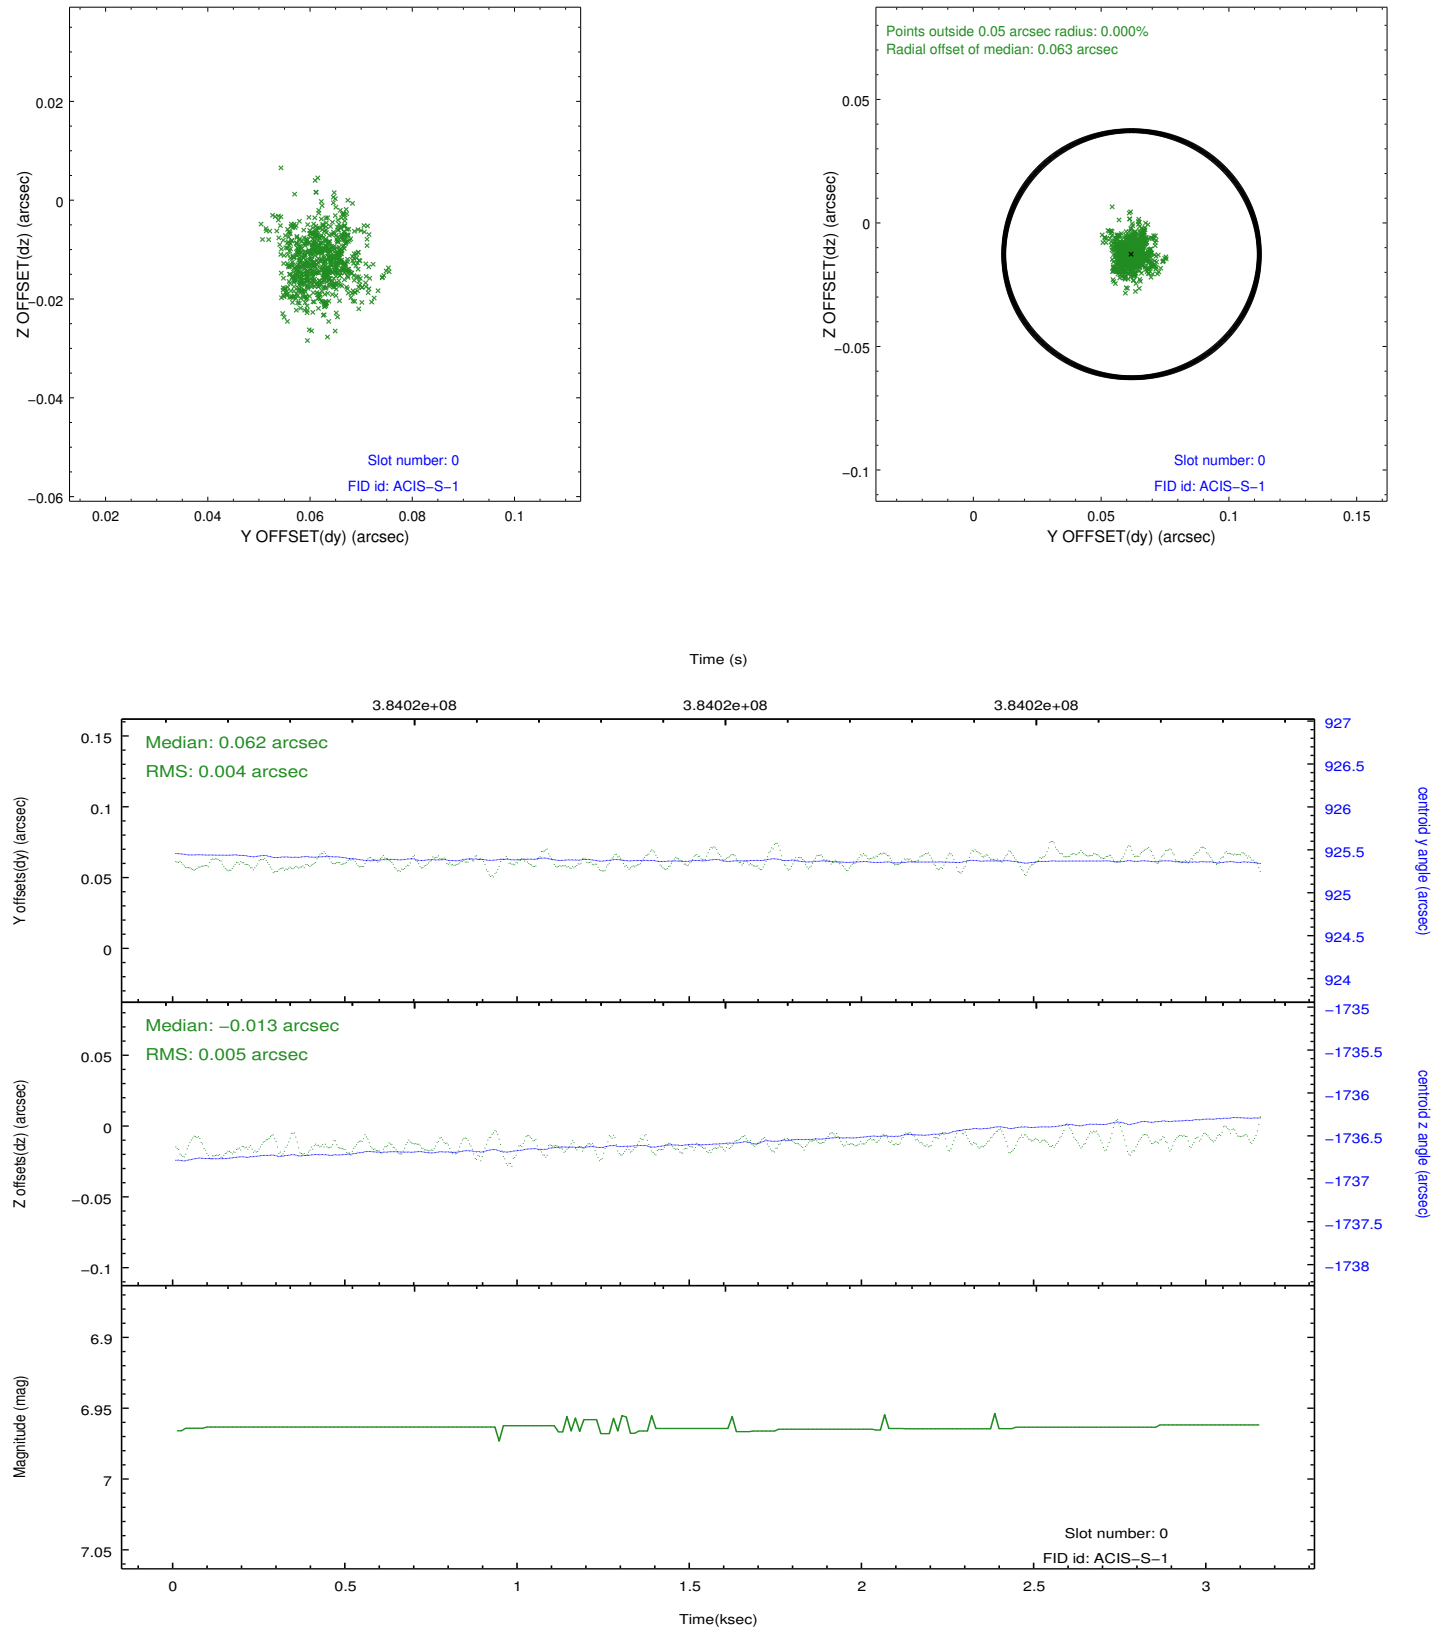 0.02
0
−0.02
−0.04
−0.06
Z OFFSET(dz) (arcsec)
Slot number: 0
FID id: ACIS−S−1
0.02 0.04 0.06 0.08 0.1
Y OFFSET(dy) (arcsec)
Points outside 0.05 arcsec radius: 0.000%
Radial offset of median: 0.063 arcsec
0.05
0
−0.05
−0.1
Z OFFSET(dz) (arcsec)
Slot number: 0
FID id: ACIS−S−1
0 0.05 0.1 0.15
Y OFFSET(dy) (arcsec)
Time (s)
3.8402e+08 3.8402e+08 3.8402e+08
Median: 0.062 arcsec
RMS: 0.004 arcsec
0.15
0.1
0.05
0
Y offsets(dy) (arcsec)
927
926.5
926
925.5
925
924.5
924
centroid y angle (arcsec)
Median: −0.013 arcsec
RMS: 0.005 arcsec
0.05
0
−0.05
−0.1
Z offsets(dz) (arcsec)
−1735
−1735.5
−1736
−1736.5
−1737
−1737.5
−1738
centroid z angle (arcsec)
6.9
6.95
7
7.05
Magnitude (mag)
Slot number: 0
FID id: ACIS−S−1
0 0.5 1 1.5 2 2.5 3
Time(ksec)